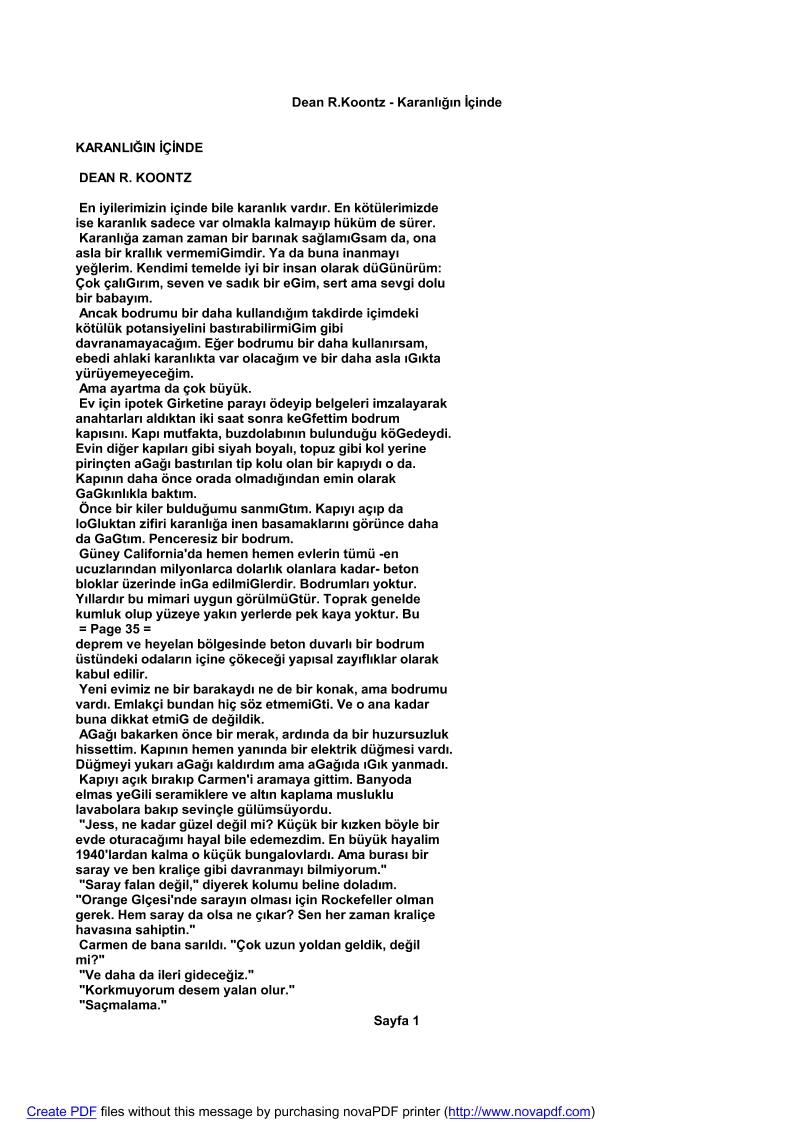 Dean R.Koontz - Karanlığın İçinde
KARANLIĞIN İÇİNDE
DEAN R. KOONTZ
En iyilerimizin içinde bile karanlık vardır. En kötülerimizde
ise karanlık sadece var olmakla kalmayıp hüküm de sürer.
Karanlığa zaman zaman bir barınak sağlamıGsam da, ona
asla bir krallık vermemiGimdir. Ya da buna inanmayı
yeğlerim. Kendimi temelde iyi bir insan olarak düGünürüm:
Çok çalıGırım, seven ve sadık bir eGim, sert ama sevgi dolu
bir babayım.
Ancak bodrumu bir daha kullandığım takdirde içimdeki
kötülük potansiyelini bastırabilirmiGim gibi
davranamayacağım. Eğer bodrumu bir daha kullanırsam,
ebedi ahlaki karanlıkta var olacağım ve bir daha asla ıGıkta
yürüyemeyeceğim.
Ama ayartma da çok büyük.
Ev için ipotek Girketine parayı ödeyip belgeleri imzalayarak
anahtarları aldıktan iki saat sonra keGfettim bodrum
kapısını. Kapı mutfakta, buzdolabının bulunduğu köGedeydi.
Evin diğer kapıları gibi siyah boyalı, topuz gibi kol yerine
pirinçten aGağı bastırılan tip kolu olan bir kapıydı o da.
Kapının daha önce orada olmadığından emin olarak
GaGkınlıkla baktım.
Önce bir kiler bulduğumu sanmıGtım. Kapıyı açıp da
loGluktan zifiri karanlığa inen basamaklarını görünce daha
da GaGtım. Penceresiz bir bodrum.
Güney California'da hemen hemen evlerin tümü -en
ucuzlarından milyonlarca dolarlık olanlara kadar- beton
bloklar üzerinde inGa edilmiGlerdir. Bodrumları yoktur.
Yıllardır bu mimari uygun görülmüGtür. Toprak genelde
kumluk olup yüzeye yakın yerlerde pek kaya yoktur. Bu
= Page 35 =
deprem ve heyelan bölgesinde beton duvarlı bir bodrum
üstündeki odaların içine çökeceği yapısal zayıflıklar olarak
kabul edilir.
Yeni evimiz ne bir barakaydı ne de bir konak, ama bodrumu
vardı. Emlakçi bundan hiç söz etmemiGti. Ve o ana kadar
buna dikkat etmiG de değildik.
AGağı bakarken önce bir merak, ardında da bir huzursuzluk
hissettim. Kapının hemen yanında bir elektrik düğmesi vardı.
Düğmeyi yukarı aGağı kaldırdım ama aGağıda ıGık yanmadı.
Kapıyı açık bırakıp Carmen'i aramaya gittim. Banyoda
elmas yeGili seramiklere ve altın kaplama musluklu
lavabolara bakıp sevinçle gülümsüyordu.
"Jess, ne kadar güzel değil mi? Küçük bir kızken böyle bir
evde oturacağımı hayal bile edemezdim. En büyük hayalim
1940'lardan kalma o küçük bungalovlardı. Ama burası bir
saray ve ben kraliçe gibi davranmayı bilmiyorum."
"Saray falan değil," diyerek kolumu beline doladım.
"Orange Glçesi'nde sarayın olması için Rockefeller olman
gerek. Hem saray da olsa ne çıkar? Sen her zaman kraliçe
havasına sahiptin."
Carmen de bana sarıldı. "Çok uzun yoldan geldik, değil
mi?"
"Ve daha da ileri gideceğiz."
"Korkmuyorum desem yalan olur."
"Saçmalama."
Sayfa 1
Create PDF files without this message by purchasing novaPDF printer (http://www.novapdf.com)